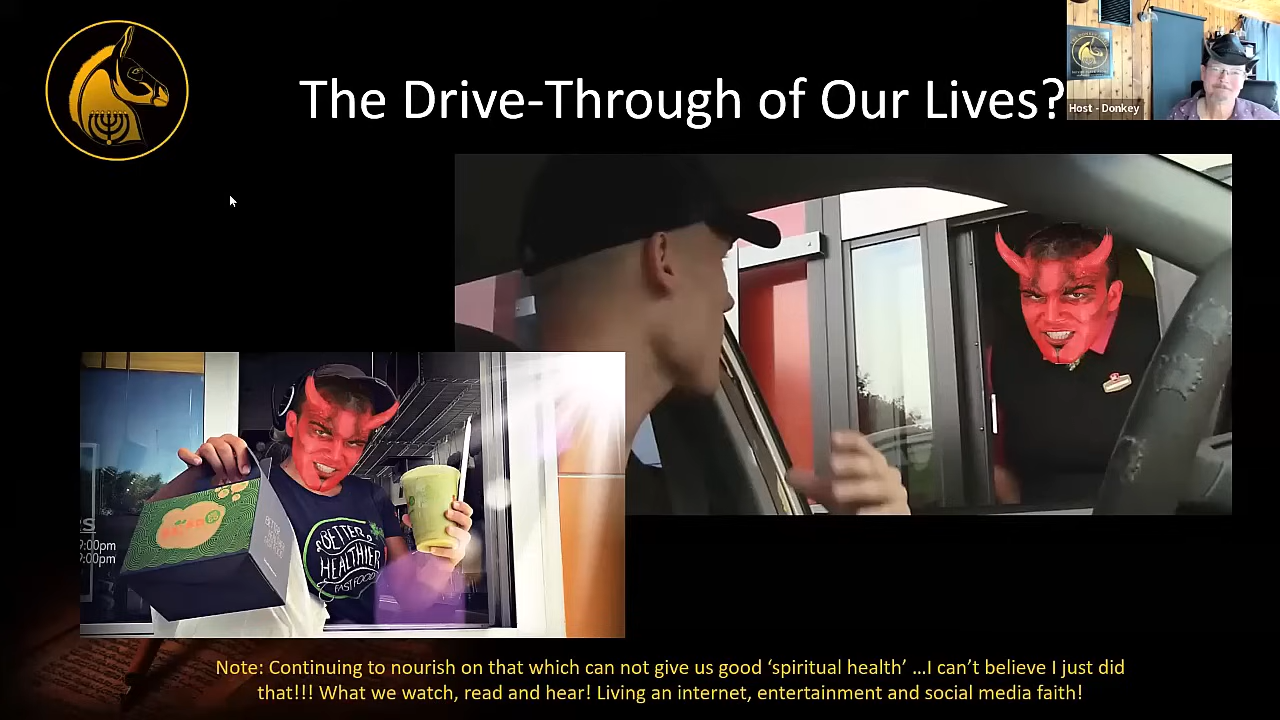 The Drive-Through of Our Lives?
Host - Donkey
BETTER
HEALTHIER
FAST FOOD
9:00pm
9:00pm
Note: Continuing to nourish on that which can not give us good ‘spiritual health’ …I can’t believe I just did
that!!! What we watch, read and hear! Living an internet, entertainment and social media faith!